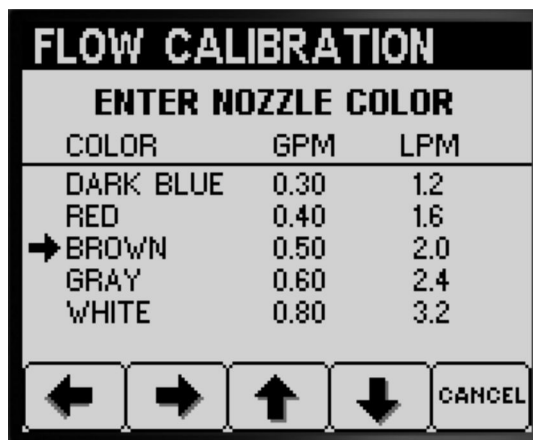 FLOW CALIBRATION
ENTER NOZZLE COLOR
COLOR GPM LPM
DARK BLUE 0.30 1.2
RED 0.40 1.6
BROWN 0.50 2.0
GRAY 0.60 2.4
WHITE 0.80 3.2
CANCEL